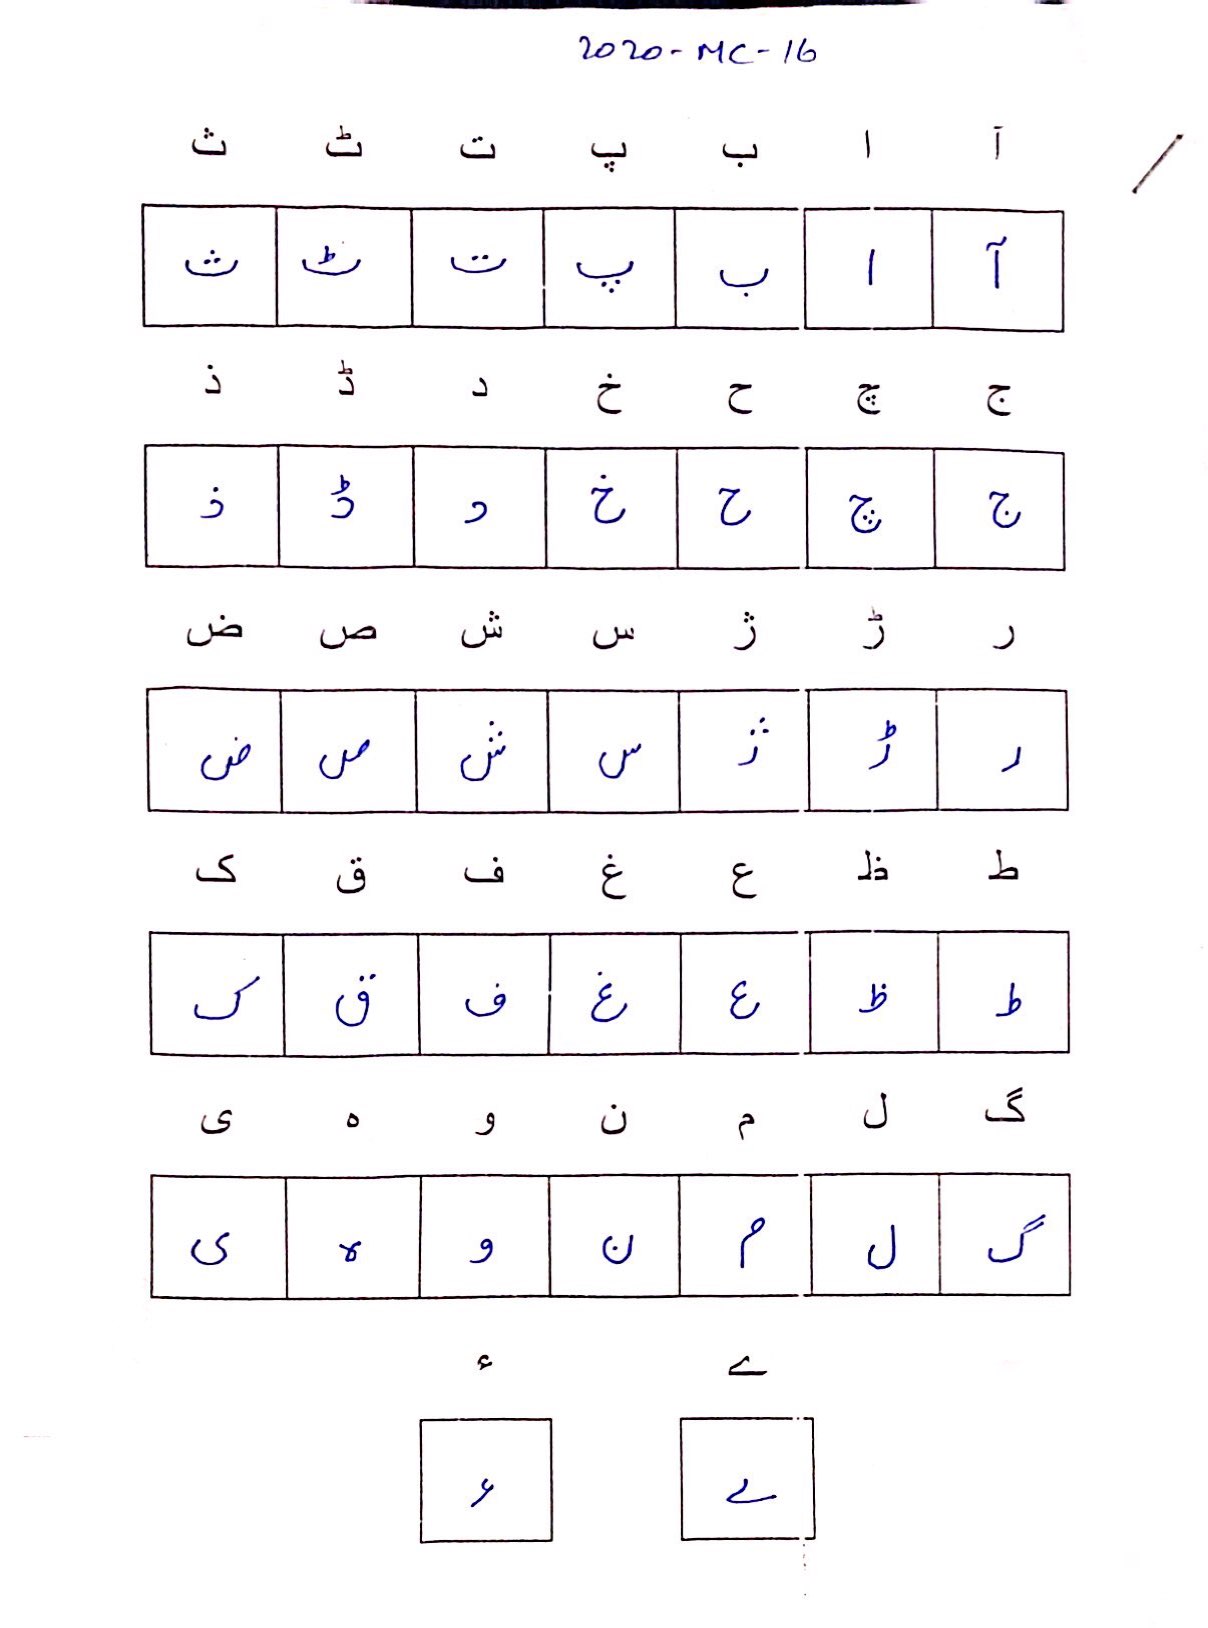 2020-MC-16
آ ا ب پ ت ٹ ث
آ ا ب پ ت ٹ ث
ج چ ح خ د ڈ ذ
ج چ ح خ د ڈ ذ
ر ڑ ژ س ش ص ض
ر ڑ ژ س ش ص ض
ط ظ ع غ ف ق ک
ط ظ ع غ ف ق ک
گ ل م ن و ہ ی
گ ل م ن و ہ ی
ے ء
ے ء